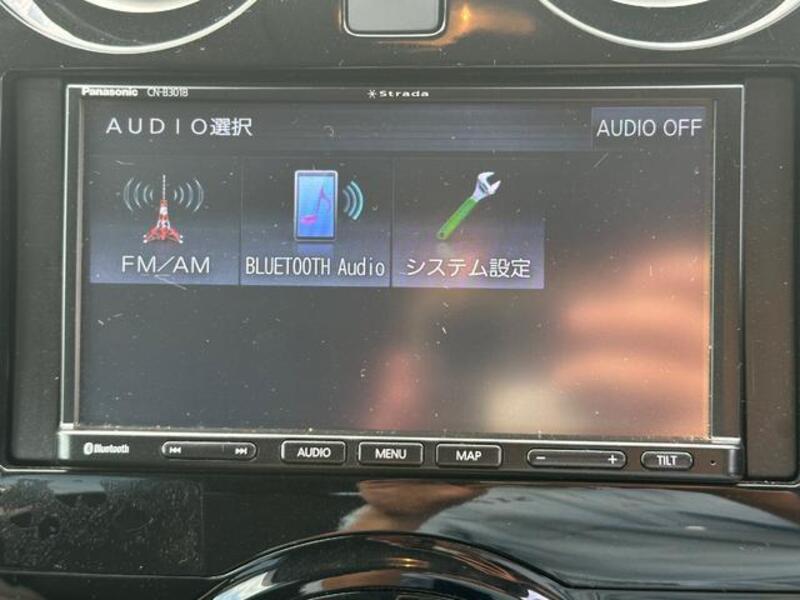 Panasonic CN-B301B
Strada
AUDIO選択
AUDIO OFF
FM/AM
BLUETOOTH Audio
システム設定
Bluetooth
AUDIO
MENU
MAP
− +
TILT